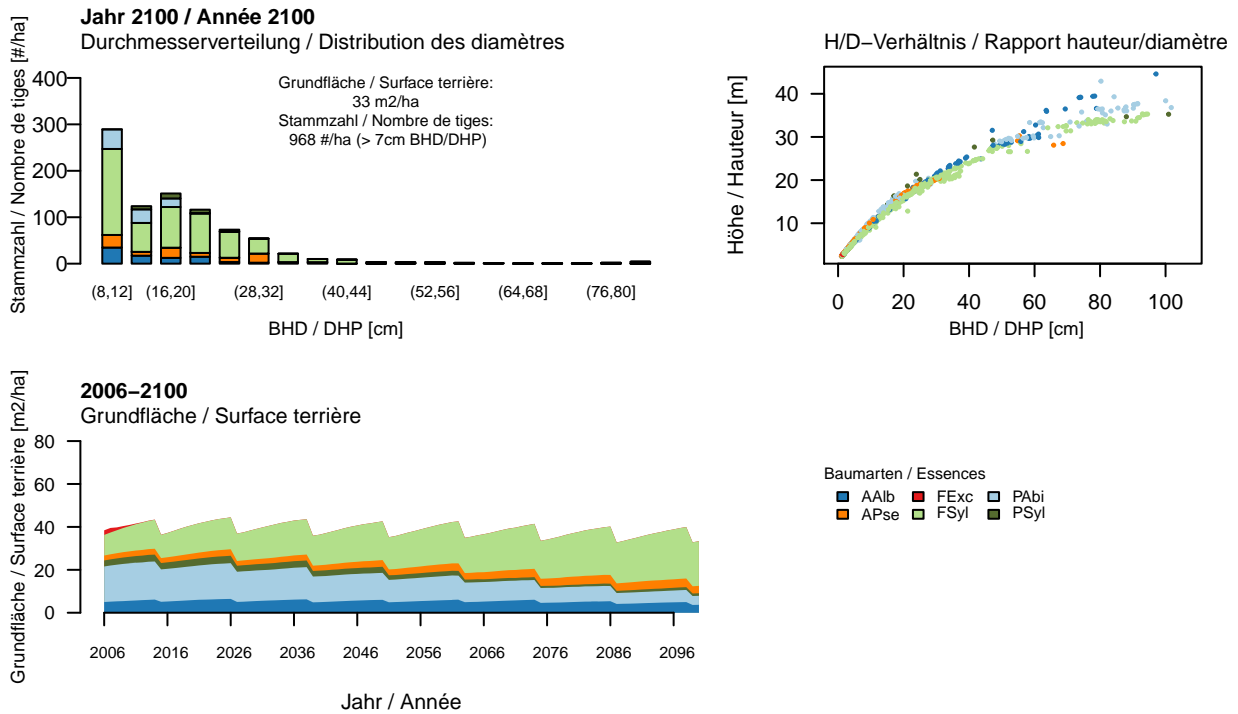 Jahr 2100 / Année 2100
Durchmesserverteilung / Distribution des diamètres
Stammzahl / Nombre de tiges [#/ha]
400
300
200
100
0
Grundfläche / Surface terrière:
33 m2/ha
Stammzahl / Nombre de tiges:
968 #/ha (> 7cm BHD/DHP)
(8,12] (16,20] (28,32] (40,44] (52,56] (64,68] (76,80]
BHD / DHP [cm]
H/D−Verhältnis / Rapport hauteur/diamètre
Höhe / Hauteur [m]
40
30
20
10
0 20 40 60 80 100
BHD / DHP [cm]
2006−2100
Grundfläche / Surface terrière
Grundfläche / Surface terrière [m2/ha]
80
60
40
20
0
2006 2016 2026 2036 2046 2056 2066 2076 2086 2096
Jahr / Année
Baumarten / Essences
AAlb FExc PAbi
APse FSyl PSyl